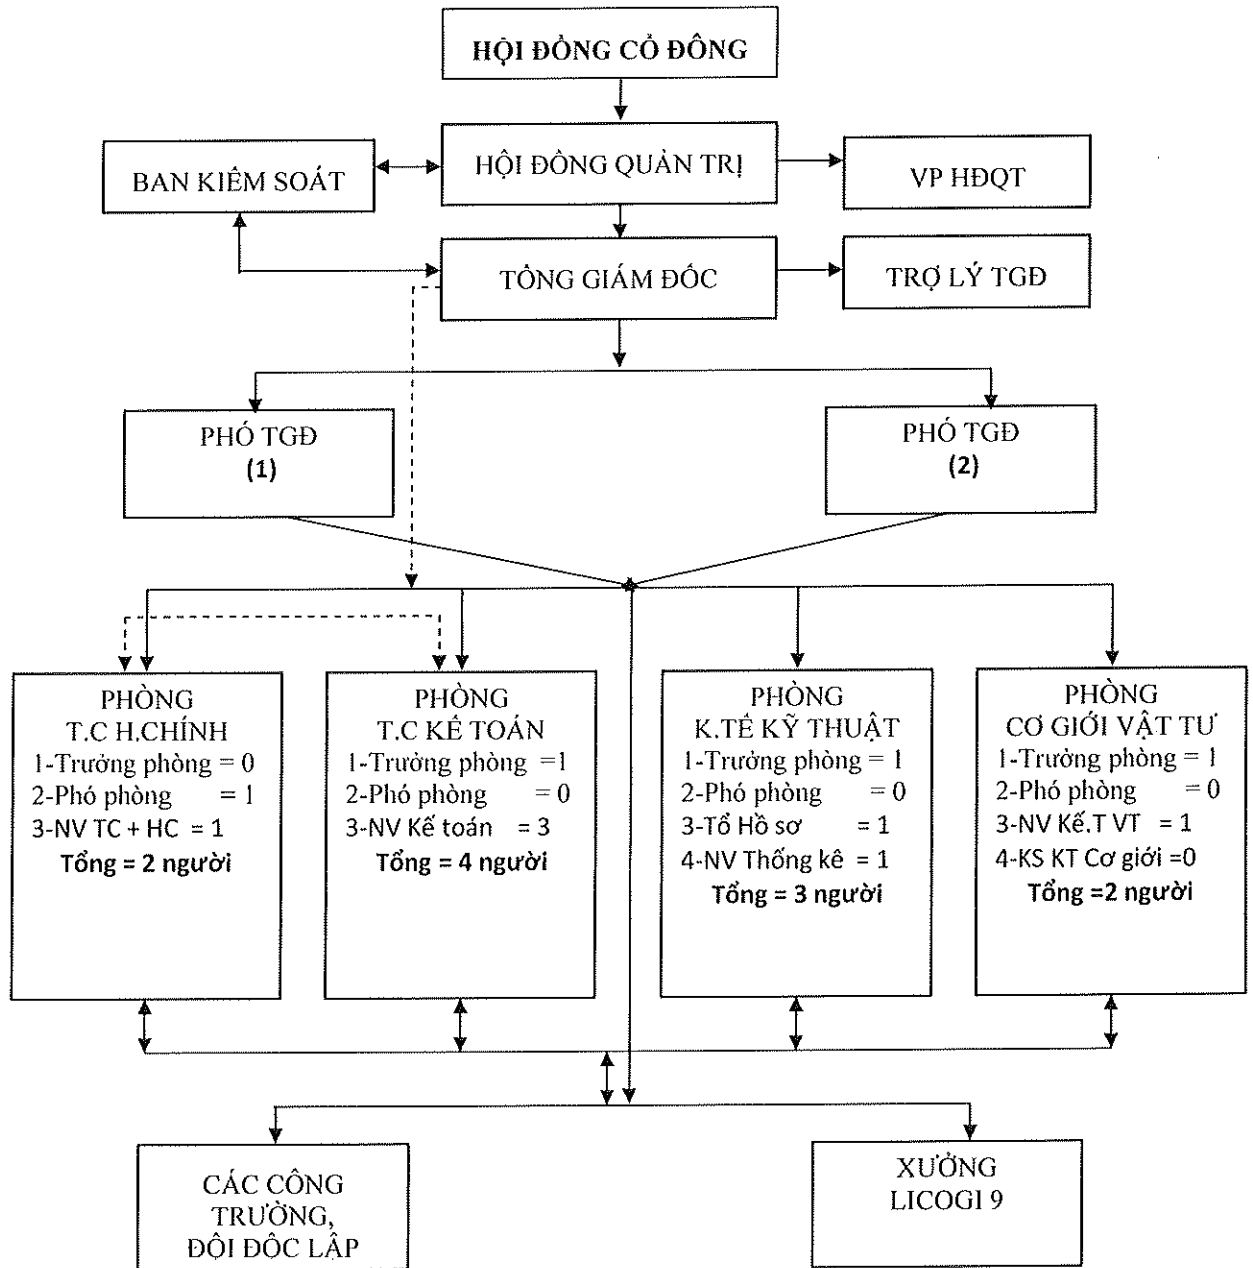 HỘI ĐỒNG CỔ ĐÔNG
HỘI ĐỒNG QUẢN TRỊ
BAN KIỂM SOÁT
VP HĐQT
TỔNG GIÁM ĐỐC
TRỢ LÝ TGĐ
PHÓ TGĐ
(1)
PHÓ TGĐ
(2)
PHÒNG
T.C H.CHÍNH
1-Trưởng phòng = 0
2-Phó phòng = 1
3-NV TC + HC = 1
Tổng = 2 người
PHÒNG
T.C KẾ TOÁN
1-Trưởng phòng =1
2-Phó phòng = 0
3-NV Kế toán = 3
Tổng = 4 người
PHÒNG
K.TẾ KỸ THUẬT
1-Trưởng phòng = 1
2-Phó phòng = 0
3-Tổ Hồ sơ = 1
4-NV Thống kê = 1
Tổng = 3 người
PHÒNG
CƠ GIỚI VẬT TƯ
1-Trưởng phòng = 1
2-Phó phòng = 0
3-NV Kế.T VT = 1
4-KS KT Cơ giới =0
Tổng =2 người
CÁC CÔNG
TRƯỜNG,
ĐỘI ĐỘC LẬP
XƯỞNG
LICOGI 9